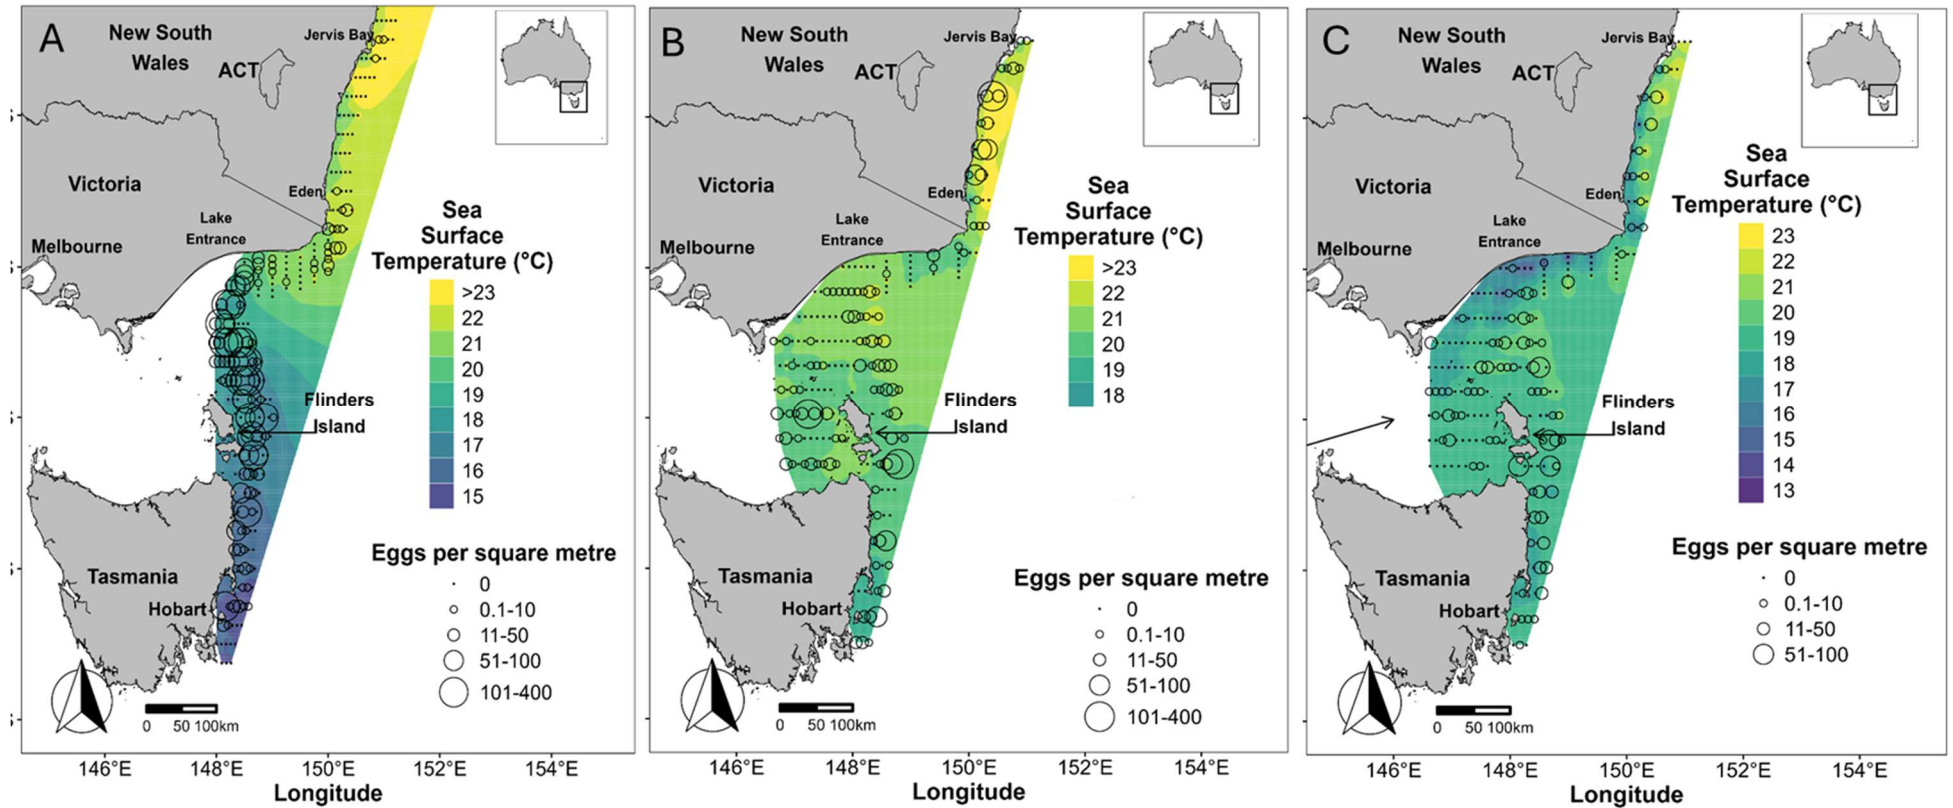 A
New South
Wales
Jervis Bay
ACT
Victoria
Eden
Lake
Entrance
Melbourne
Sea
Surface
Temperature (°C)
>23
22
21
20
19
18
17
16
15
Flinders
Island
Eggs per square metre
0
0.1-10
11-50
51-100
101-400
Tasmania
Hobart
N
0 50 100km
146°E 148°E 150°E 152°E 154°E
Longitude
B
New South
Wales
Jervis Bay
ACT
Victoria
Eden
Lake
Entrance
Melbourne
Sea
Surface
Temperature (°C)
>23
22
21
20
19
18
Flinders
Island
Eggs per square metre
0
0.1-10
11-50
51-100
101-400
Tasmania
Hobart
N
0 50 100km
146°E 148°E 150°E 152°E 154°E
Longitude
C
New South
Wales
Jervis Bay
ACT
Victoria
Eden
Lake
Entrance
Melbourne
Sea
Surface
Temperature (°C)
23
22
21
20
19
18
17
16
15
14
13
Flinders
Island
Eggs per square metre
0
0.1-10
11-50
51-100
Tasmania
Hobart
N
0 50 100km
146°E 148°E 150°E 152°E 154°E
Longitude